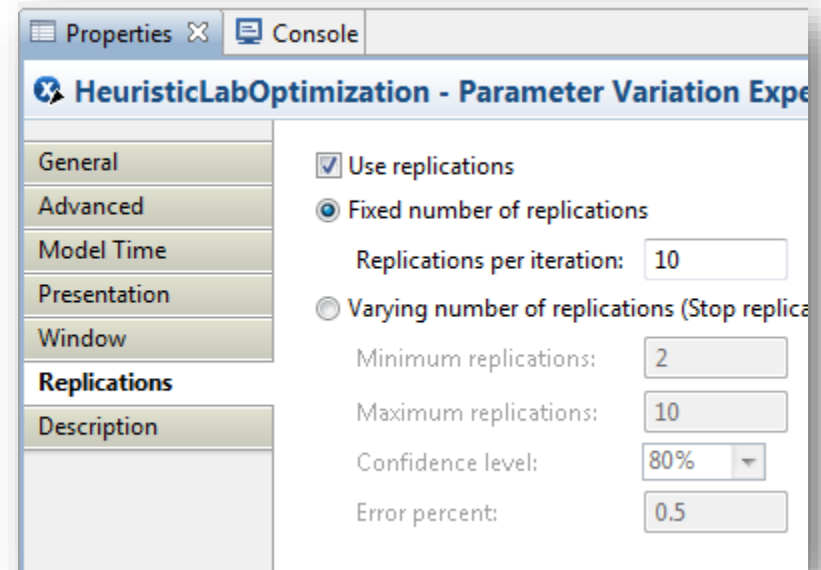 Properties Console
HeuristicLabOptimization - Parameter Variation Expe
General
Advanced
Model Time
Presentation
Window
Replications
Description
Use replications
Fixed number of replications
Replications per iteration: 10
Varying number of replications (Stop replica
Minimum replications: 2
Maximum replications: 10
Confidence level: 80%
Error percent: 0.5